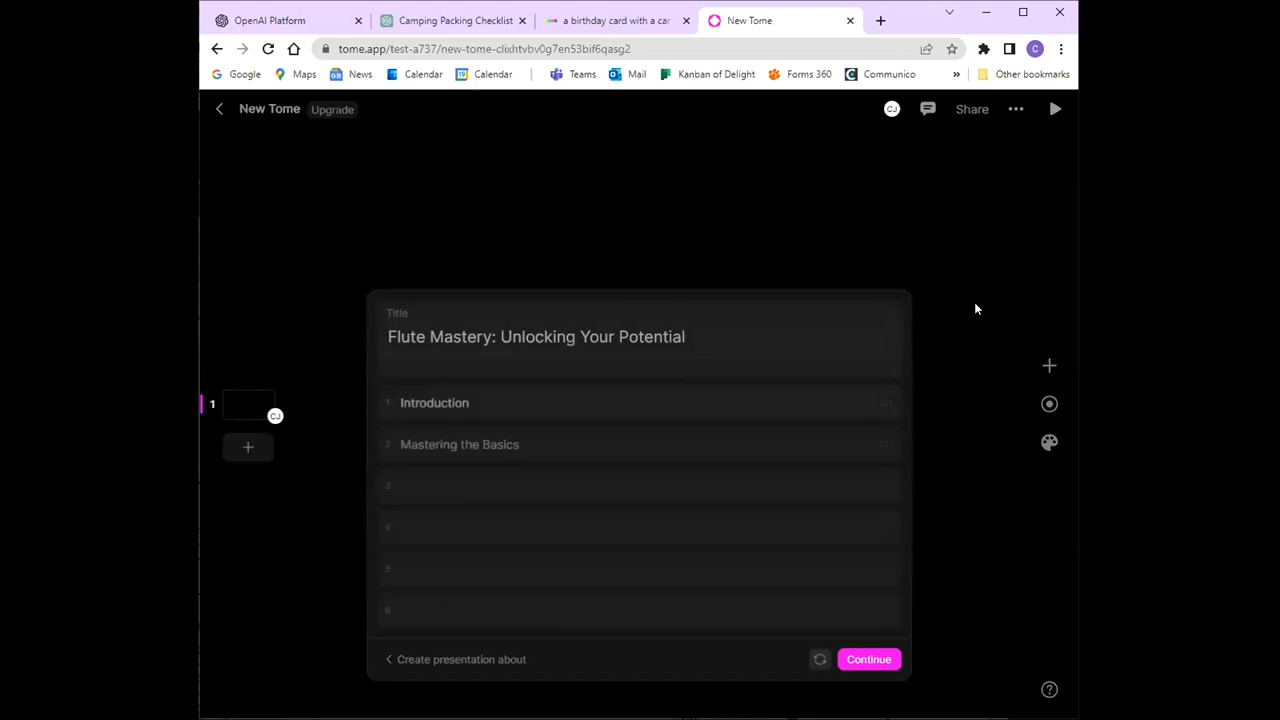 OpenAI Platform
Camping Packing Checklist
a birthday card with a car
New Tome
tome.app/test-a737/new-tome-clixhtvbv0g7en53bif6qasg2
C
Google
Maps
News
Calendar
Calendar
Teams
Mail
Kanban of Delight
Forms 360
Communico
»
Other bookmarks
New Tome
Upgrade
CJ
Share
Title
Flute Mastery: Unlocking Your Potential
1 Introduction
1
CJ
2 Mastering the Basics
3
4
5
6
Create presentation about
Continue